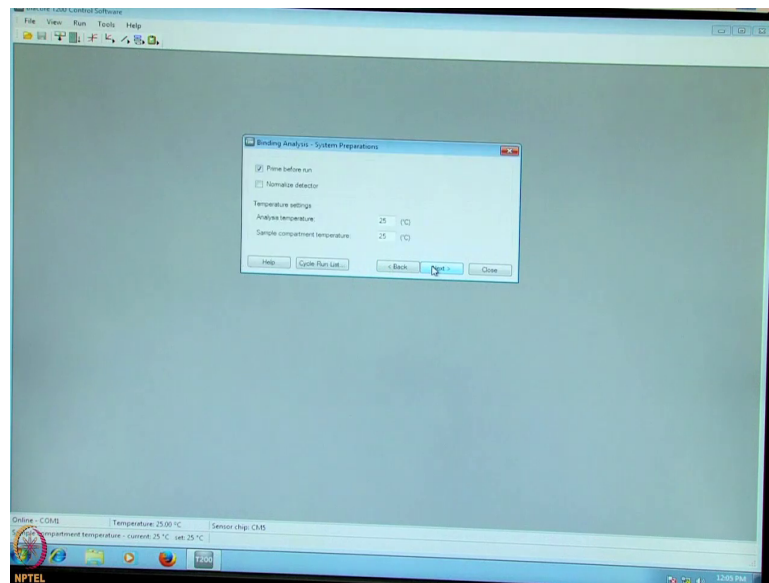 Biacore T200 Control Software
File View Run Tools Help
Binding Analysis - System Preparations
Prime before run
Normalize detector
Temperature settings
Analysis temperature: 25 (°C)
Sample compartment temperature: 25 (°C)
Help Cycle Run List... < Back Next > Close
Online - COM1 Temperature: 25.00 °C Sensor chip: CM5
Sample compartment temperature - current: 25 °C set: 25 °C
T200
12:05 PM
NPTEL